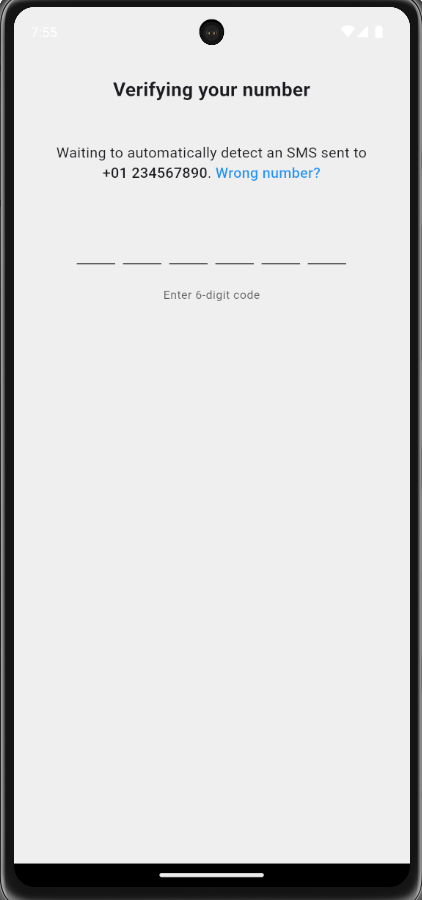 7:55
Verifying your number
Waiting to automatically detect an SMS sent to
+01 234567890. Wrong number?
Enter 6-digit code